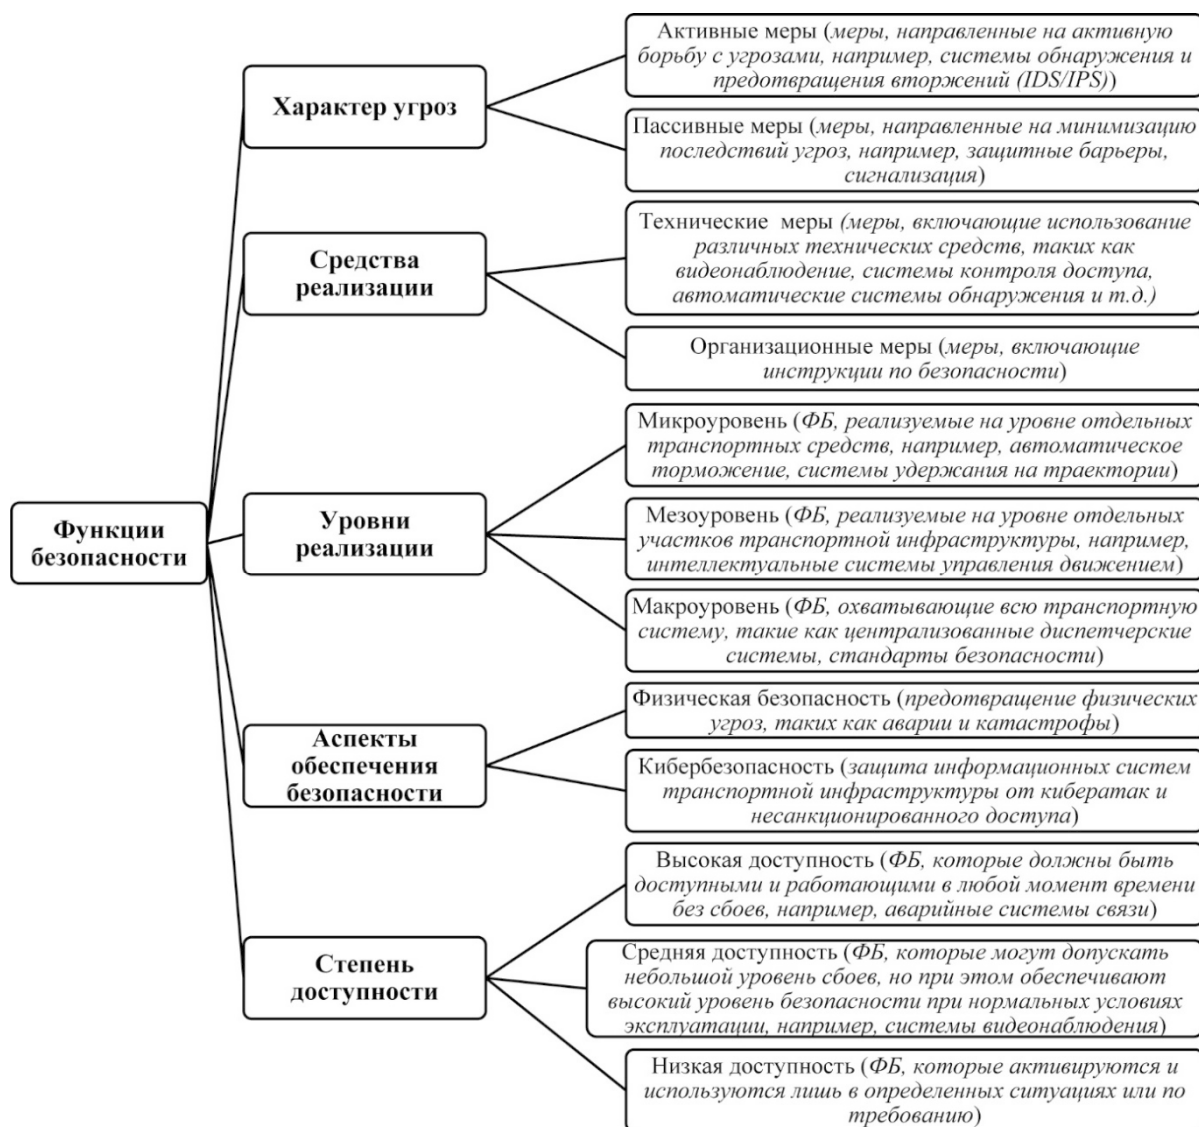 Функции
безопасности
Характер угроз
Активные меры (меры, направленные на активную
борьбу с угрозами, например, системы обнаружения и
предотвращения вторжений (IDS/IPS))
Пассивные меры (меры, направленные на минимизацию
последствий угроз, например, защитные барьеры,
сигнализация)
Средства
реализации
Технические меры (меры, включающие использование
различных технических средств, таких как
видеонаблюдение, системы контроля доступа,
автоматические системы обнаружения и т.д.)
Организационные меры (меры, включающие
инструкции по безопасности)
Уровни
реализации
Микроуровень (ФБ, реализуемые на уровне отдельных
транспортных средств, например, автоматическое
торможение, системы удержания на траектории)
Мезоуровень (ФБ, реализуемые на уровне отдельных
участков транспортной инфраструктуры, например,
интеллектуальные системы управления движением)
Макроуровень (ФБ, охватывающие всю транспортную
систему, такие как централизованные диспетчерские
системы, стандарты безопасности)
Аспекты
обеспечения
безопасности
Физическая безопасность (предотвращение физических
угроз, таких как аварии и катастрофы)
Кибербезопасность (защита информационных систем
транспортной инфраструктуры от кибератак и
несанкционированного доступа)
Степень
доступности
Высокая доступность (ФБ, которые должны быть
доступными и работающими в любой момент времени
без сбоев, например, аварийные системы связи)
Средняя доступность (ФБ, которые могут допускать
небольшой уровень сбоев, но при этом обеспечивают
высокий уровень безопасности при нормальных условиях
эксплуатации, например, системы видеонаблюдения)
Низкая доступность (ФБ, которые активируются и
используются лишь в определенных ситуациях или по
требованию)